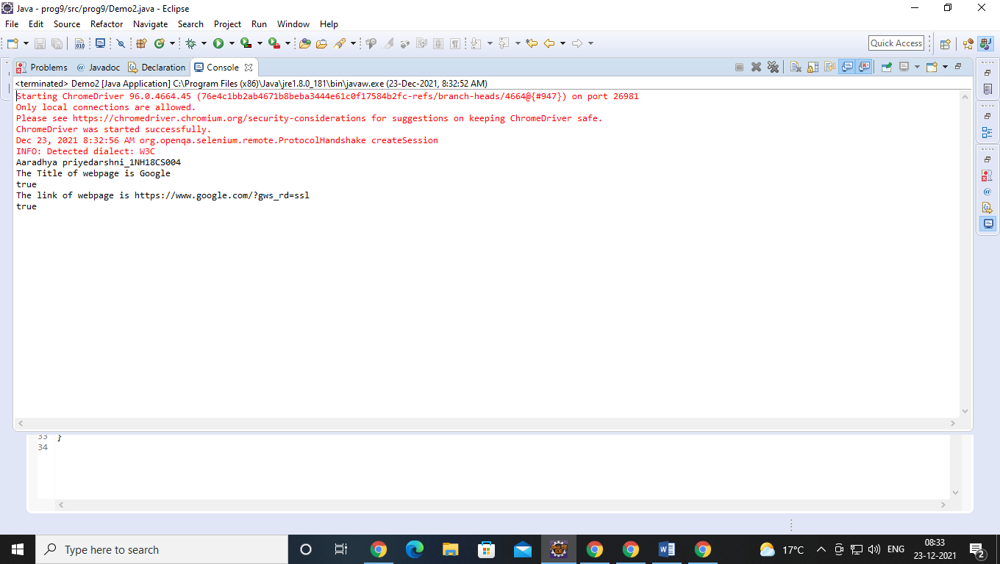 Java - prog9/src/prog9/Demo2.java - Eclipse
File Edit Source Refactor Navigate Search Project Run Window Help
Quick Access
Problems @ Javadoc Declaration Console
<terminated> Demo2 [Java Application] C:\Program Files (x86)\Java\jre1.8.0_181\bin\javaw.exe (23-Dec-2021, 8:32:52 AM)
Starting ChromeDriver 96.0.4664.45 (76e4c1bb2ab4671b8beba3444e61c0f17584b2fc-refs/branch-heads/4664@{#947}) on port 26981
Only local connections are allowed.
Please see https://chromedriver.chromium.org/security-considerations for suggestions on keeping ChromeDriver safe.
ChromeDriver was started successfully.
Dec 23, 2021 8:32:56 AM org.openqa.selenium.remote.ProtocolHandshake createSession
INFO: Detected dialect: W3C
Aaradhya priyedarshni_1NH18CS004
The Title of webpage is Google
true
The link of webpage is https://www.google.com/?gws_rd=ssl
true
33 }
34
Type here to search
17°C
ENG
08:33
23-12-2021
2